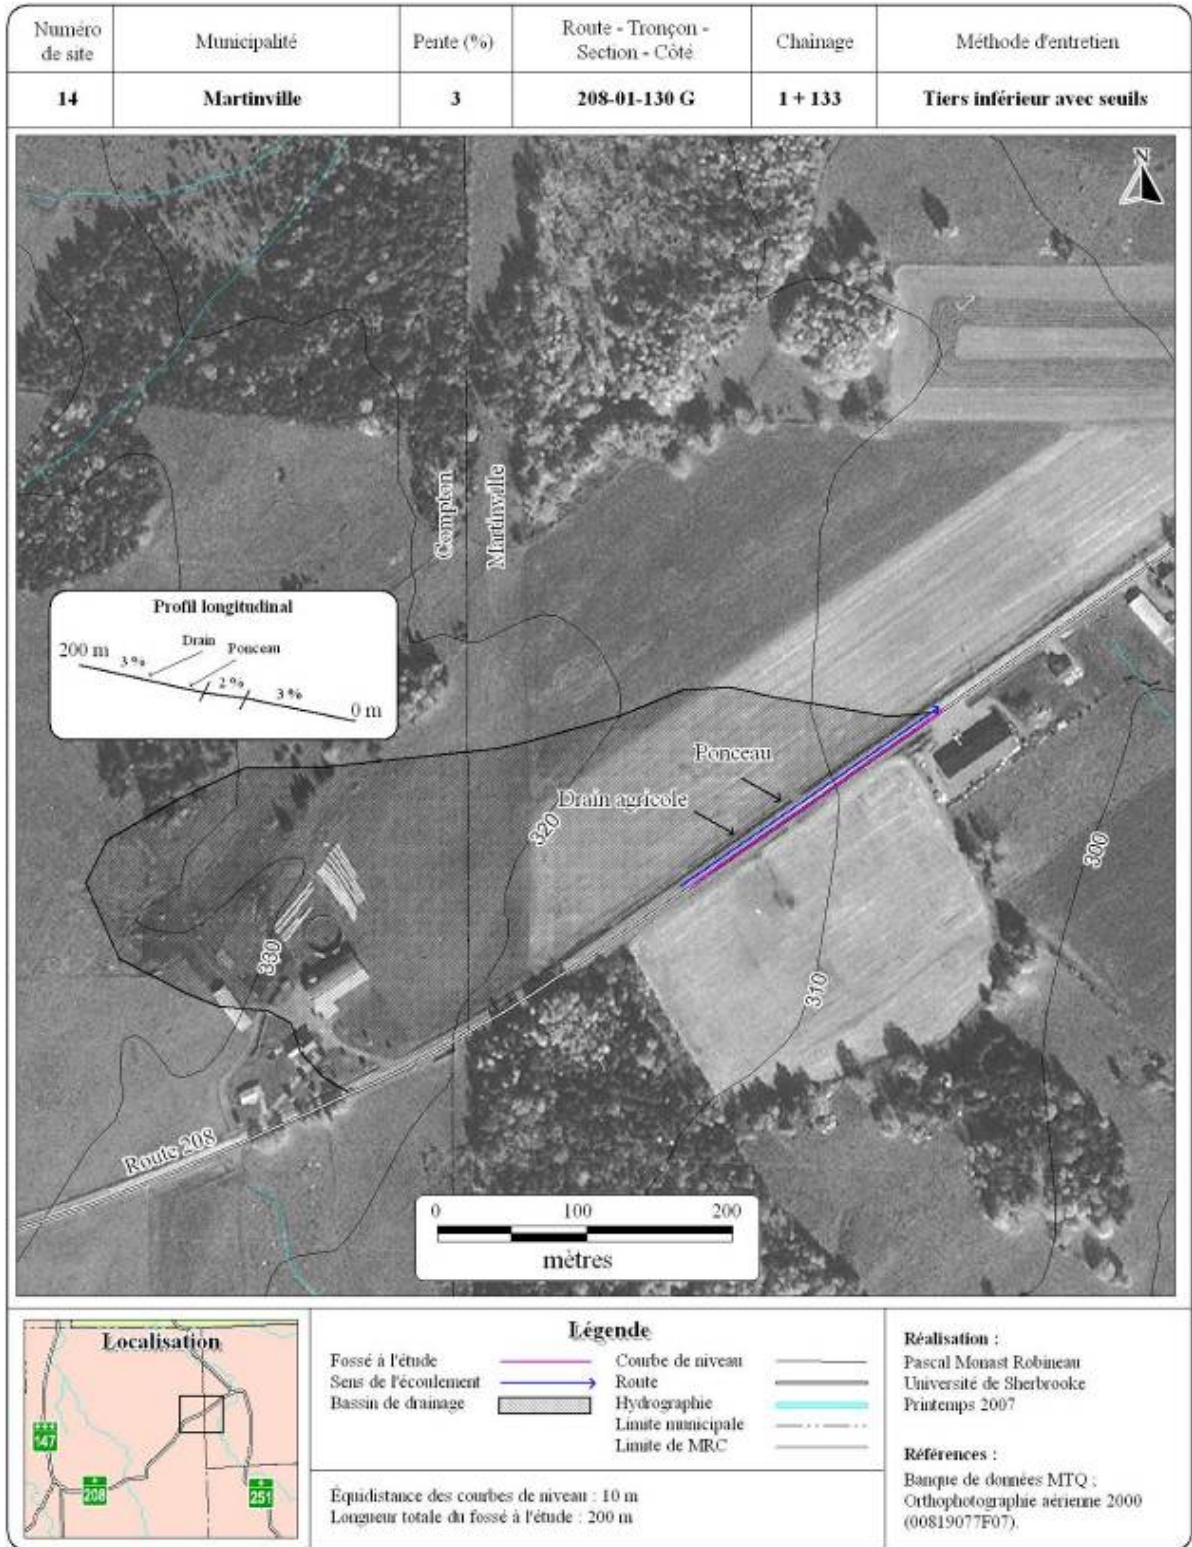 Numéro de site
Municipalité
Pente (%)
Route - Tronçon - Section - Côté
Chainage
Méthode d'entretien
14
Martinville
3
208-01-130 G
1 + 133
Tiers inférieur avec seuils
N
Compton
Martinville
Profil longitudinal
200 m
3 %
Drain
Ponceau
2 %
3 %
0 m
Ponceau
Drain agricole
320
330
310
300
Route 208
0 100 200
mètres
Localisation
147
208
251
Légende
Fossé à l'étude
Sens de l'écoulement
Bassin de drainage
Courbe de niveau
Route
Hydrographie
Limite municipale
Limite de MRC
Équidistance des courbes de niveau : 10 m
Longueur totale du fossé à l'étude : 200 m
Réalisation :
Pascal Monast Robineau
Université de Sherbrooke
Printemps 2007
Références :
Banque de données MTQ ;
Orthophotographie aérienne 2000
(00819077F07).